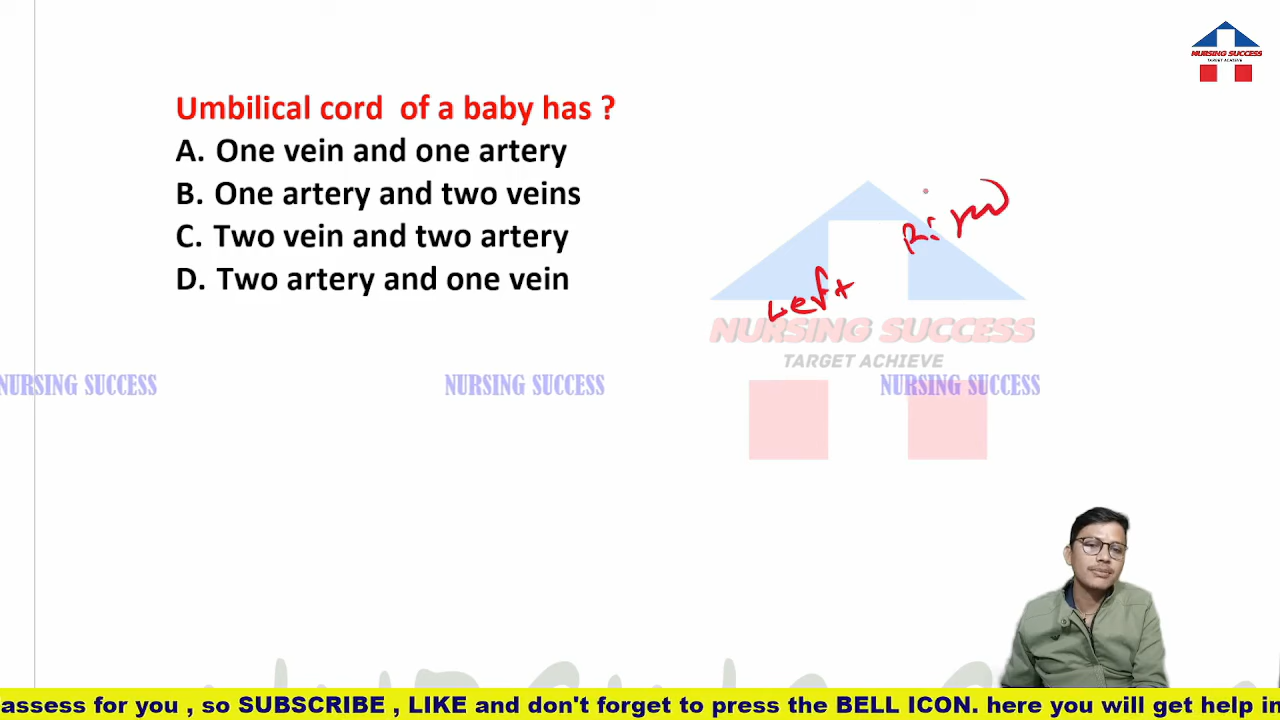 NURSING SUCCESS
TARGET ACHIEVE
Umbilical cord of a baby has ?
A. One vein and one artery
B. One artery and two veins
C. Two vein and two artery
D. Two artery and one vein
Left
NURSING SUCCESS
TARGET ACHIEVE
NURSING SUCCESS NURSING SUCCESS NURSING SUCCESS
assess for you , so SUBSCRIBE , LIKE and don't forget to press the BELL ICON. here you will get help in